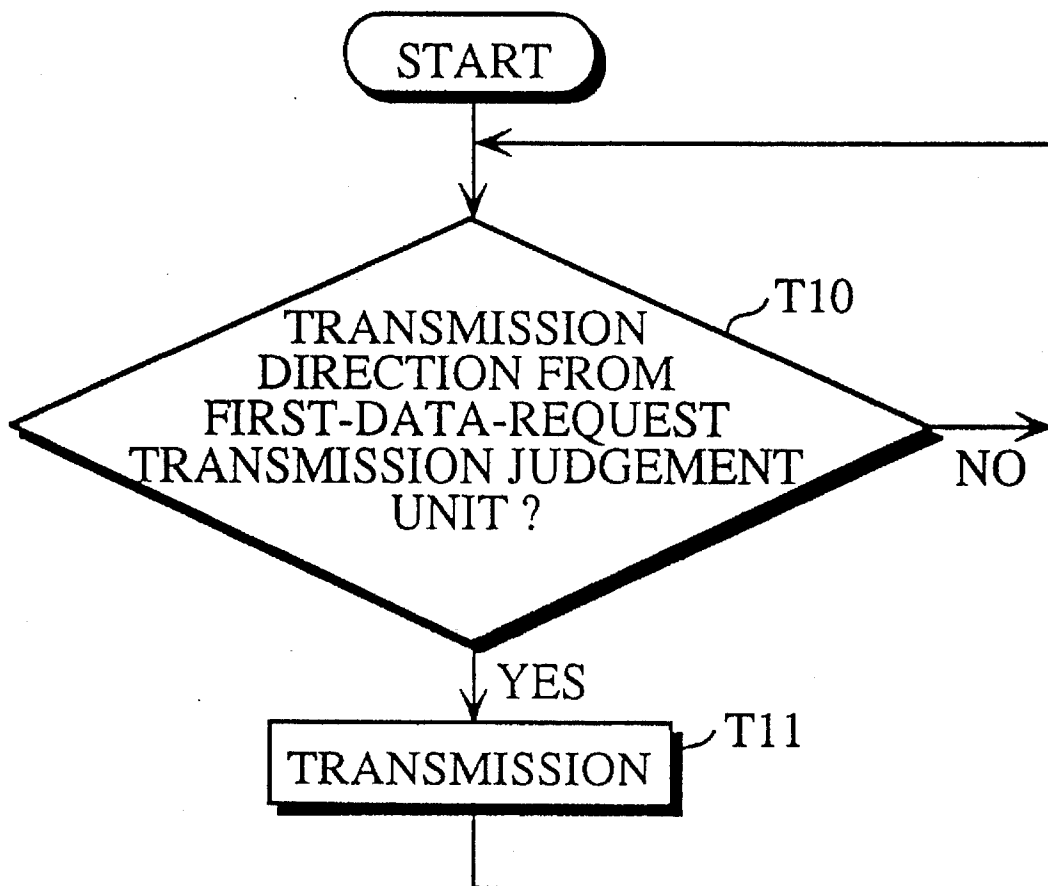 START
T10
TRANSMISSION
DIRECTION FROM
FIRST-DATA-REQUEST
TRANSMISSION JUDGEMENT
UNIT ?
NO
YES
T11
TRANSMISSION